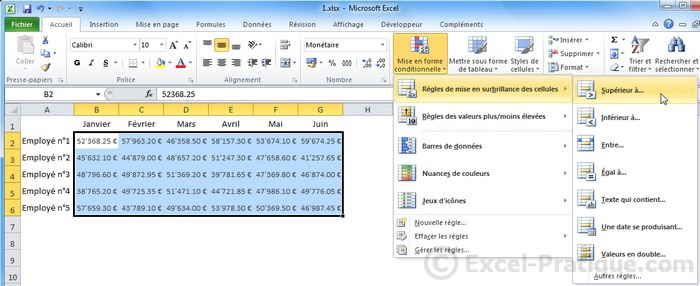 1.xlsx - Microsoft Excel
Fichier Accueil Insertion Mise en page Formules Données Révision Affichage Développeur Compléments
Coller
Calibri 10
G I S
Monétaire
% 000
Mise en forme conditionnelle
Mettre sous forme de tableau
Styles de cellules
Insérer
Supprimer
Format
Σ
Trier et filtrer
Rechercher et sélectionner
Presse-papiers Police Alignement Nombre
B2 fx 52368.25
A B C D E F G H
1 Janvier Février Mars Avril Mai Juin
2 Employé n°1 52'368.25 € 57'963.20 € 46'358.50 € 58'157.30 € 53'674.10 € 59'674.25 €
3 Employé n°2 45'632.10 € 44'879.00 € 48'657.20 € 51'247.30 € 47'658.60 € 41'257.65 €
4 Employé n°3 48'796.60 € 49'872.95 € 51'369.20 € 39'781.65 € 47'369.80 € 46'874.00 €
5 Employé n°4 38'765.20 € 49'725.35 € 51'471.10 € 44'721.85 € 47'986.10 € 49'776.05 €
6 Employé n°5 57'659.30 € 43'789.10 € 49'634.00 € 53'978.30 € 50'369.50 € 46'987.45 €
7
8
9
10
Règles de mise en surbrillance des cellules
Règles des valeurs plus/moins élevées
Barres de données
Nuances de couleurs
Jeux d'icônes
Nouvelle règle...
Effacer les règles
Gérer les règles...
Supérieur à...
Inférieur à...
Entre...
Égal à...
Texte qui contient...
Une date se produisant...
Valeurs en double...
Autres règles...
© Excel-Pratique.com